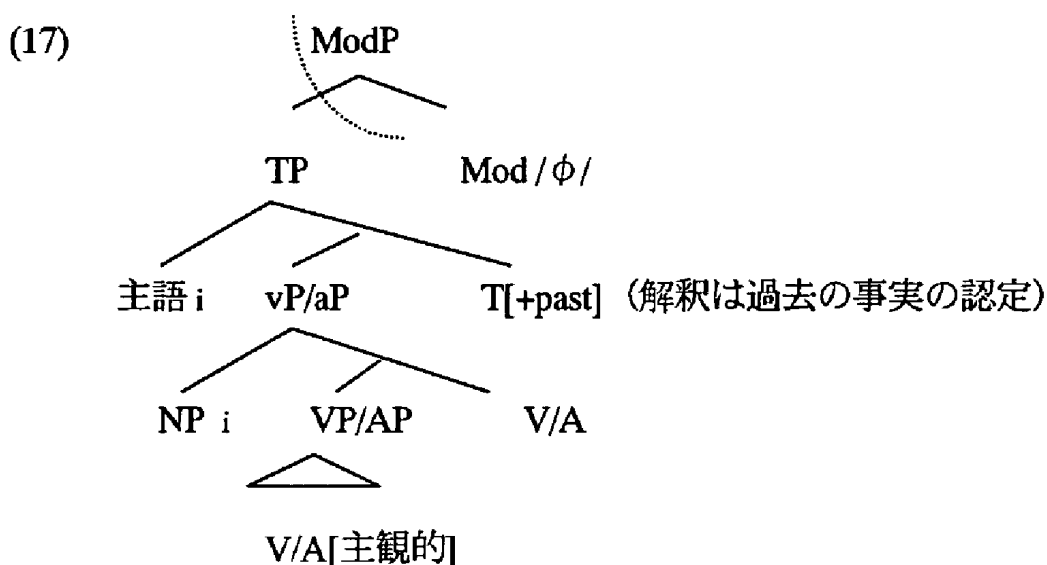 (17) ModP
TP Mod /φ/
主語 i vP/aP T[+past] （解釈は過去の事実の認定）
NP i VP/AP V/A
V/A[主観的]